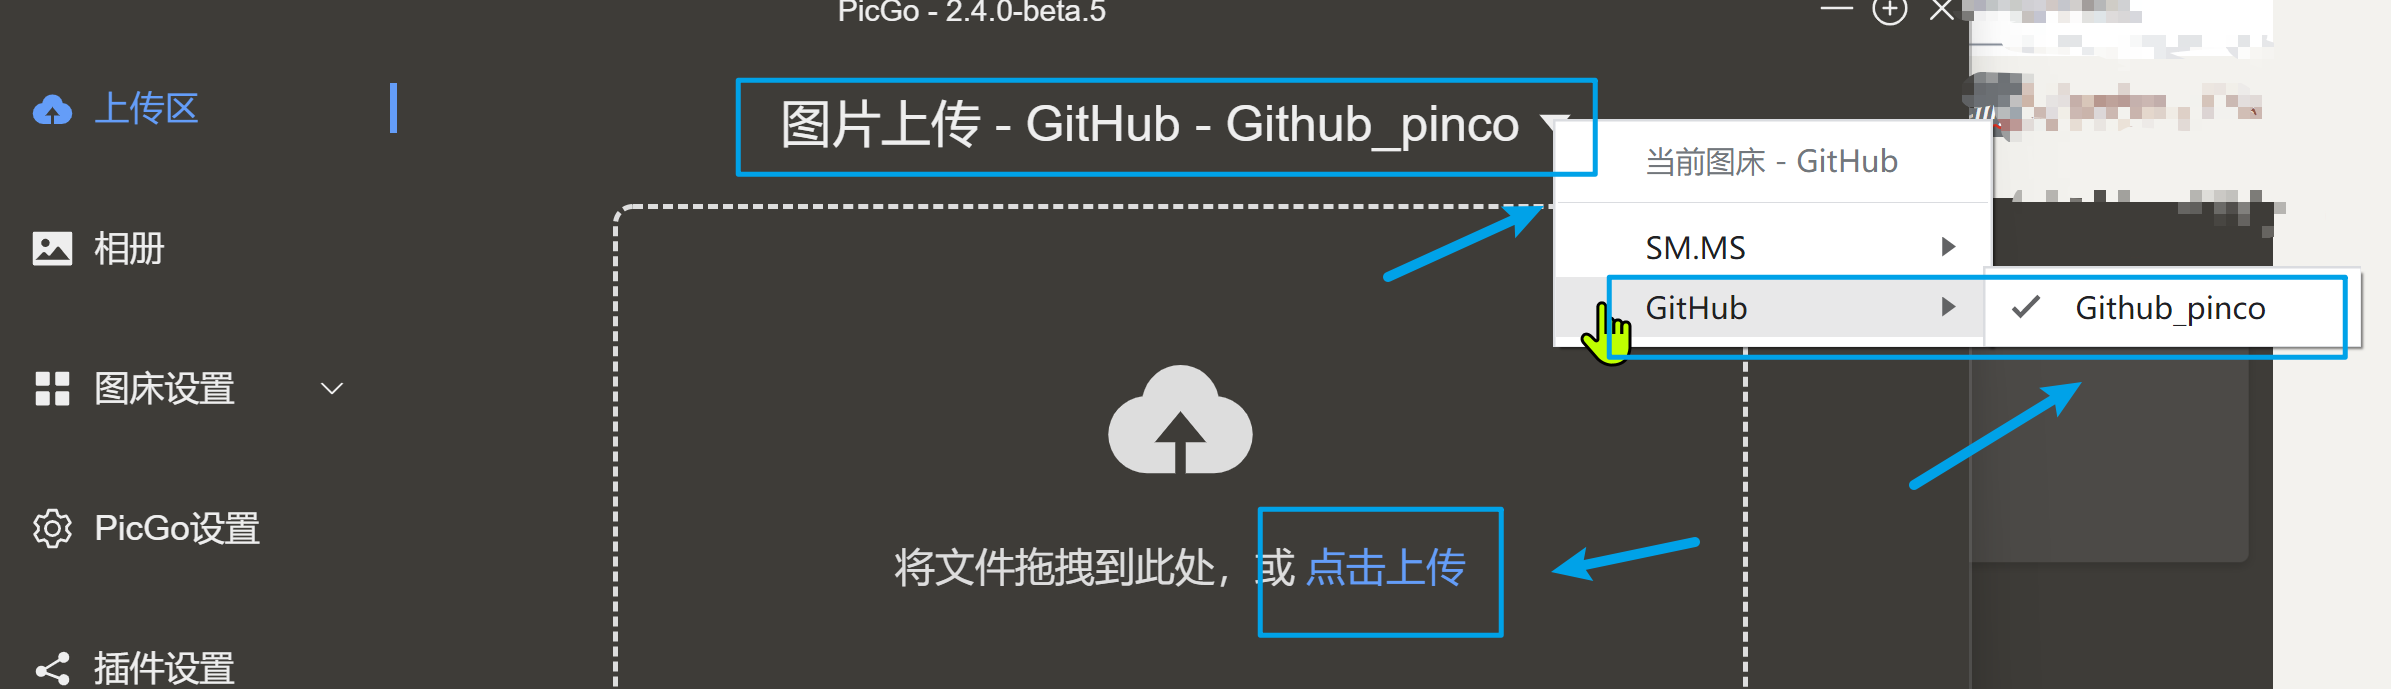 PicGo - 2.4.0-beta.5
上传区
图片上传 - GitHub - Github_pinco
当前图床 - GitHub
相册
SM.MS
GitHub
Github_pinco
图床设置
PicGo设置
将文件拖拽到此处，或 点击上传
插件设置